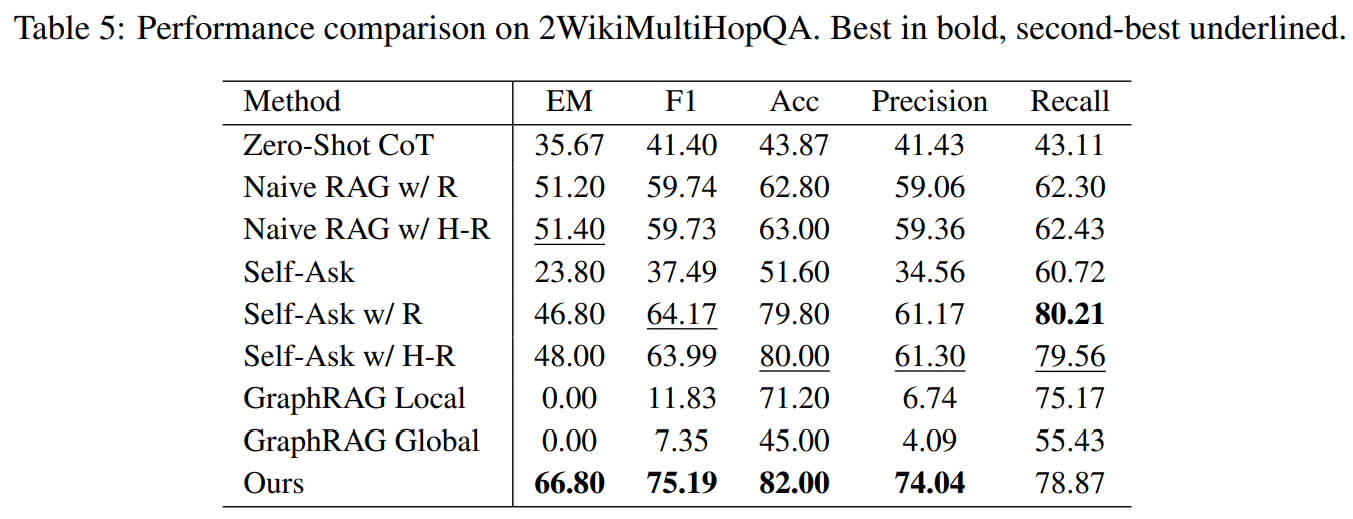 Table 5: Performance comparison on 2WikiMultiHopQA. Best in bold, second-best underlined.
Method EM F1 Acc Precision Recall
Zero-Shot CoT 35.67 41.40 43.87 41.43 43.11
Naive RAG w/ R 51.20 59.74 62.80 59.06 62.30
Naive RAG w/ H-R 51.40 59.73 63.00 59.36 62.43
Self-Ask 23.80 37.49 51.60 34.56 60.72
Self-Ask w/ R 46.80 64.17 79.80 61.17 80.21
Self-Ask w/ H-R 48.00 63.99 80.00 61.30 79.56
GraphRAG Local 0.00 11.83 71.20 6.74 75.17
GraphRAG Global 0.00 7.35 45.00 4.09 55.43
Ours 66.80 75.19 82.00 74.04 78.87